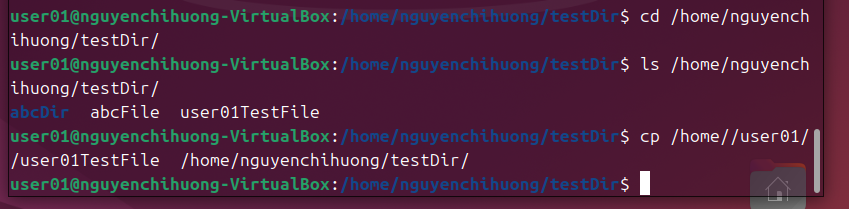 user01@nguyenchihuong-VirtualBox:/home/nguyenchihuong/testDir$ cd /home/nguyench
ihuong/testDir/
user01@nguyenchihuong-VirtualBox:/home/nguyenchihuong/testDir$ ls /home/nguyench
ihuong/testDir/
abcDir  abcFile  user01TestFile
user01@nguyenchihuong-VirtualBox:/home/nguyenchihuong/testDir$ cp /home//user01/
/user01TestFile  /home/nguyenchihuong/testDir/
user01@nguyenchihuong-VirtualBox:/home/nguyenchihuong/testDir$